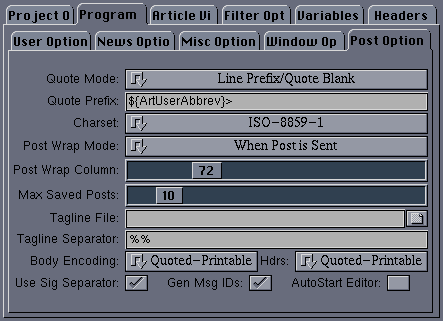 Project O Program Article Vi Filter Opt Variables Headers
User Option News Optio Misc Option Window Op Post Option
Quote Mode: Line Prefix/Quote Blank
Quote Prefix: ${ArtUserAbbrev}>
Charset: ISO-8859-1
Post Wrap Mode: When Post is Sent
Post Wrap Column: 72
Max Saved Posts: 10
Tagline File:
Tagline Separator: %%
Body Encoding: Quoted-Printable Hdrs: Quoted-Printable
Use Sig Separator: Gen Msg IDs: AutoStart Editor: